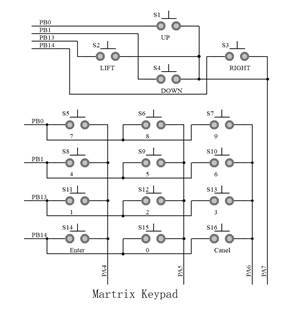 S1
PB0
PB1
UP
PB13
PB14
S2
S3
LIFT
S4
RIGHT
DOWN
S5 S6 S7
PB0
7 8 9
S8 S9 S10
PB1
4 5 6
S11 S12 S13
PB13
1 2 3
S14 S15 S16
PB14
Enter 0 Canel
PA4 PA5 PA6 PA7
Martrix Keypad